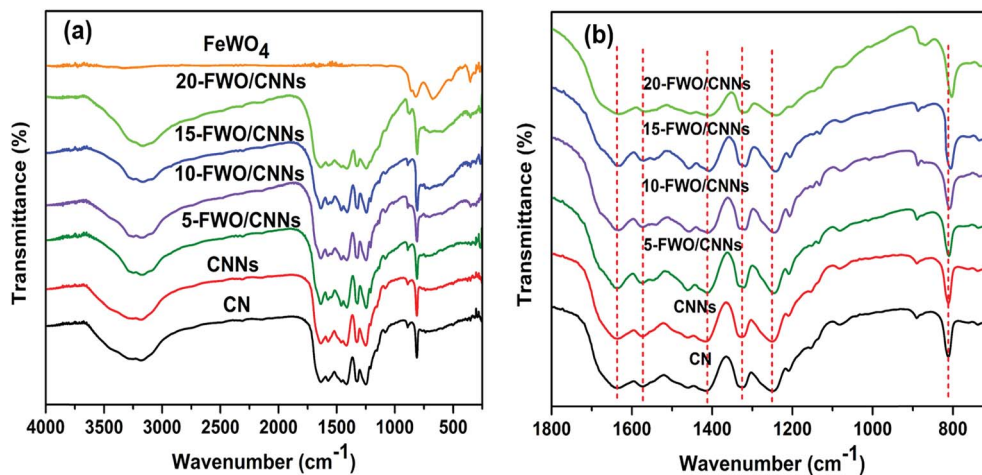 (a)
FeWO4
20-FWO/CNNs
15-FWO/CNNs
10-FWO/CNNs
5-FWO/CNNs
CNNs
CN
Transmittance (%)
4000 3500 3000 2500 2000 1500 1000 500
Wavenumber (cm-1)
(b)
20-FWO/CNNs
15-FWO/CNNs
10-FWO/CNNs
5-FWO/CNNs
CNNs
CN
Transmittance (%)
1800 1600 1400 1200 1000 800
Wavenumber (cm-1)